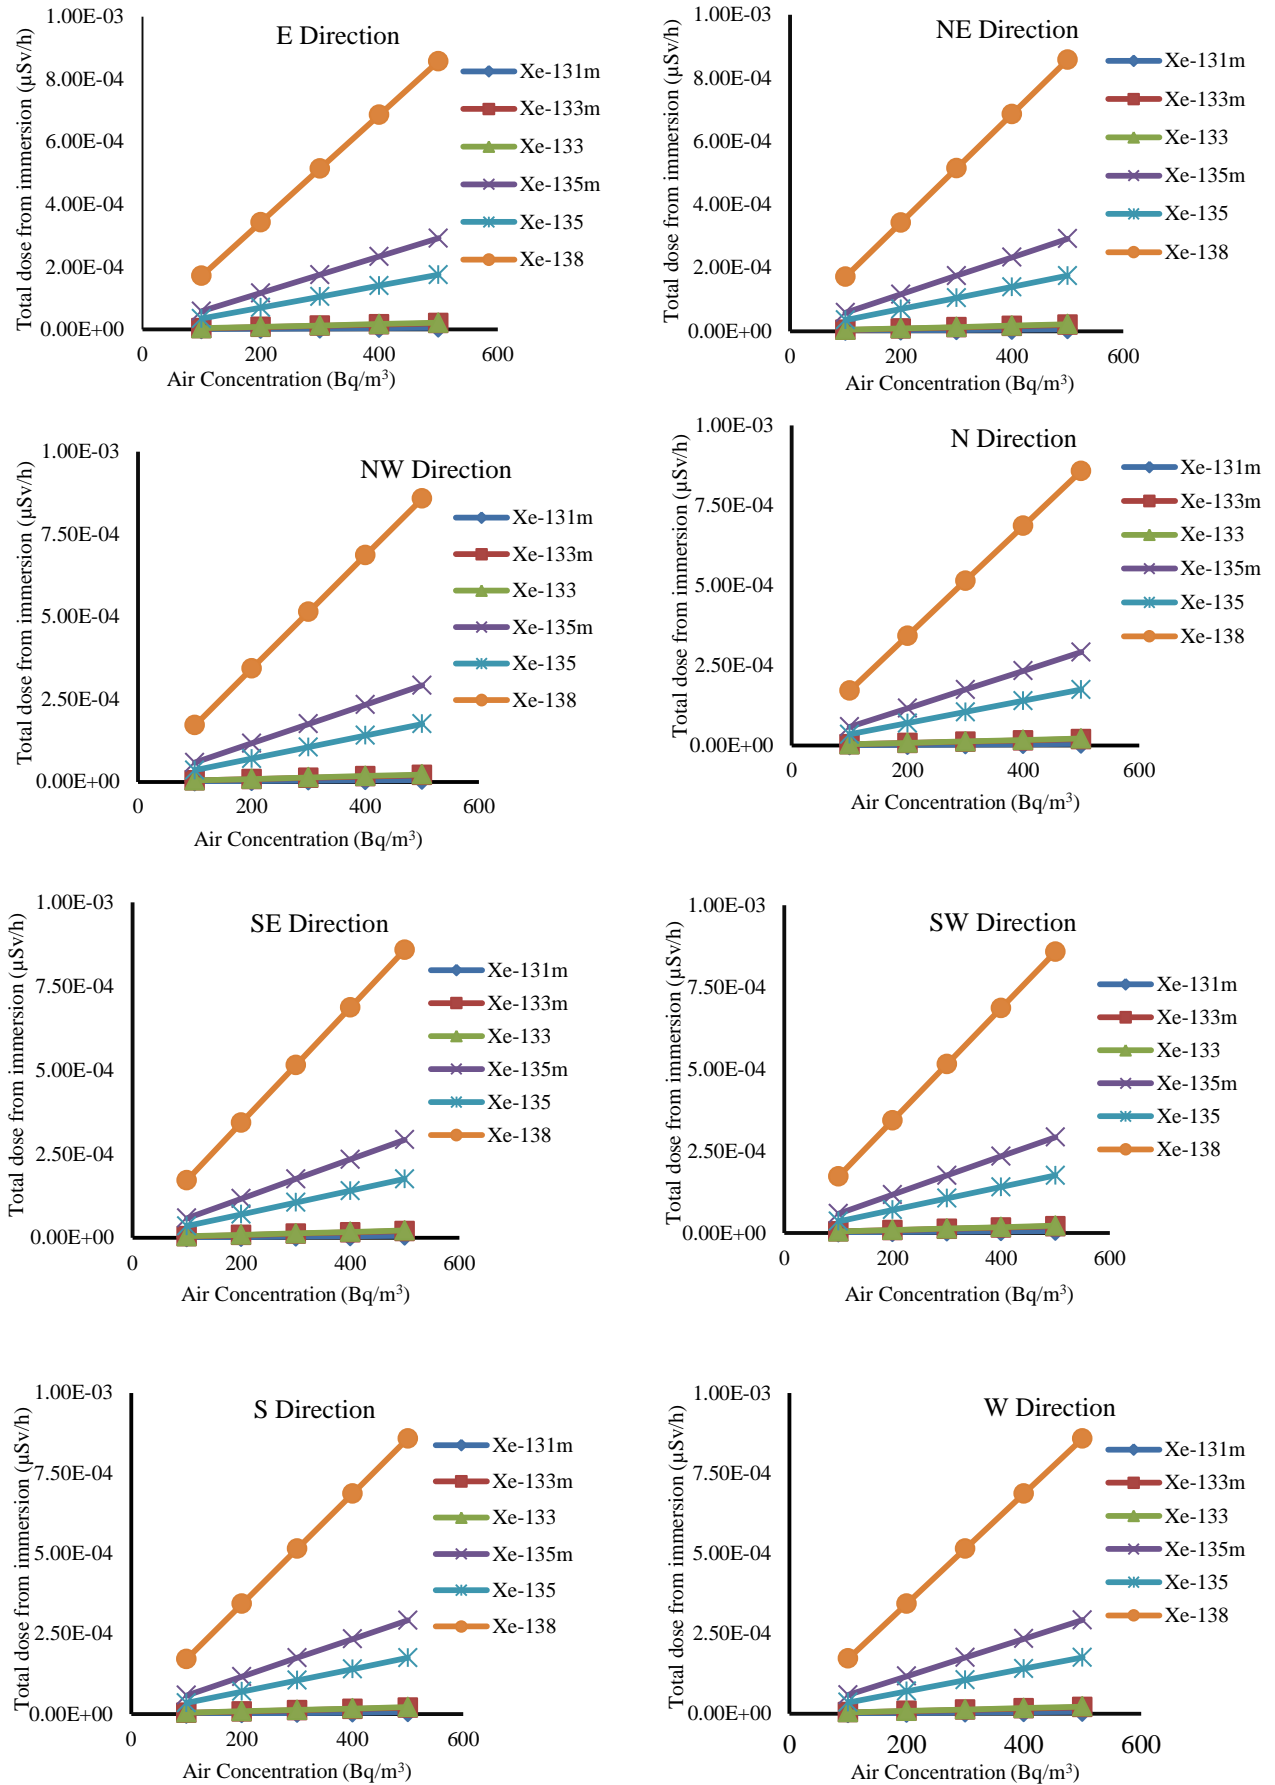 E Direction
Total dose from immersion (µSv/h)
1.00E-03
8.00E-04
6.00E-04
4.00E-04
2.00E-04
0.00E+00
0
200
400
600
Air Concentration (Bq/m³)
Xe-131m
Xe-133m
Xe-133
Xe-135m
Xe-135
Xe-138
NE Direction
Total dose from immersion (µSv/h)
1.00E-03
8.00E-04
6.00E-04
4.00E-04
2.00E-04
0.00E+00
0
200
400
600
Air Concentration (Bq/m³)
Xe-131m
Xe-133m
Xe-133
Xe-135m
Xe-135
Xe-138
NW Direction
Total dose from immersion (µSv/h)
1.00E-03
7.50E-04
5.00E-04
2.50E-04
0.00E+00
0
200
400
600
Air Concentration (Bq/m³)
Xe-131m
Xe-133m
Xe-133
Xe-135m
Xe-135
Xe-138
N Direction
Total dose from immersion (µSv/h)
1.00E-03
7.50E-04
5.00E-04
2.50E-04
0.00E+00
0
200
400
600
Air Concentration (Bq/m³)
Xe-131m
Xe-133m
Xe-133
Xe-135m
Xe-135
Xe-138
SE Direction
Total dose from immersion (µSv/h)
1.00E-03
7.50E-04
5.00E-04
2.50E-04
0.00E+00
0
200
400
600
Air Concentration (Bq/m³)
Xe-131m
Xe-133m
Xe-133
Xe-135m
Xe-135
Xe-138
SW Direction
Total dose from immersion (µSv/h)
1.00E-03
7.50E-04
5.00E-04
2.50E-04
0.00E+00
0
200
400
600
Air Concentration (Bq/m³)
Xe-131m
Xe-133m
Xe-133
Xe-135m
Xe-135
Xe-138
S Direction
Total dose from immersion (µSv/h)
1.00E-03
7.50E-04
5.00E-04
2.50E-04
0.00E+00
0
200
400
600
Air Concentration (Bq/m³)
Xe-131m
Xe-133m
Xe-133
Xe-135m
Xe-135
Xe-138
W Direction
Total dose from immersion (µSv/h)
1.00E-03
7.50E-04
5.00E-04
2.50E-04
0.00E+00
0
200
400
600
Air Concentration (Bq/m³)
Xe-131m
Xe-133m
Xe-133
Xe-135m
Xe-135
Xe-138